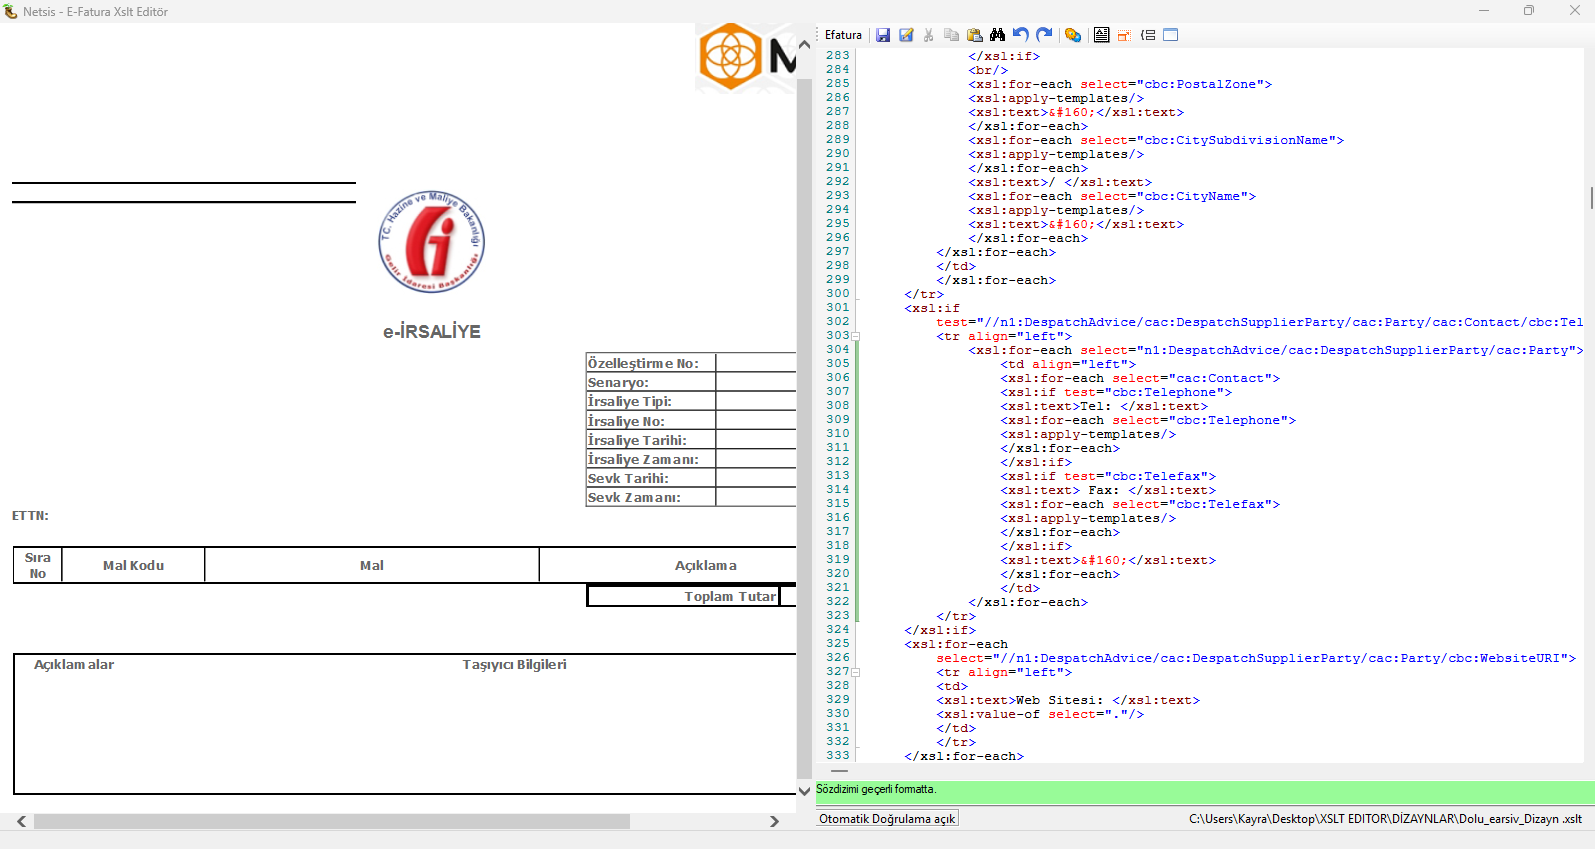 Netsis - E-Fatura Xslt Editör
M
T.C. Hazine ve Maliye Bakanlığı
Gelir İdaresi Başkanlığı
e-İRSALİYE
Özelleştirme No:
Senaryo:
İrsaliye Tipi:
İrsaliye No:
İrsaliye Tarihi:
İrsaliye Zamanı:
Sevk Tarihi:
Sevk Zamanı:
ETTN:
Sıra No
Mal Kodu
Mal
Açıklama
Toplam Tutar
Açıklamalar
Taşıyıcı Bilgileri
Efatura
283 </xsl:if>
284 <br/>
285 <xsl:for-each select="cbc:PostalZone">
286 <xsl:apply-templates/>
287 <xsl:text>&#160;</xsl:text>
288 </xsl:for-each>
289 <xsl:for-each select="cbc:CitySubdivisionName">
290 <xsl:apply-templates/>
291 </xsl:for-each>
292 <xsl:text>/ </xsl:text>
293 <xsl:for-each select="cbc:CityName">
294 <xsl:apply-templates/>
295 <xsl:text>&#160;</xsl:text>
296 </xsl:for-each>
297 </xsl:for-each>
298 </td>
299 </xsl:for-each>
300 </tr>
301 <xsl:if
302 test="//n1:DespatchAdvice/cac:DespatchSupplierParty/cac:Party/cac:Contact/cbc:Tel
303 <tr align="left">
304 <xsl:for-each select="n1:DespatchAdvice/cac:DespatchSupplierParty/cac:Party">
305 <td align="left">
306 <xsl:for-each select="cac:Contact">
307 <xsl:if test="cbc:Telephone">
308 <xsl:text>Tel: </xsl:text>
309 <xsl:for-each select="cbc:Telephone">
310 <xsl:apply-templates/>
311 </xsl:for-each>
312 </xsl:if>
313 <xsl:if test="cbc:Telefax">
314 <xsl:text> Fax: </xsl:text>
315 <xsl:for-each select="cbc:Telefax">
316 <xsl:apply-templates/>
317 </xsl:for-each>
318 </xsl:if>
319 <xsl:text>&#160;</xsl:text>
320 </xsl:for-each>
321 </td>
322 </xsl:for-each>
323 </tr>
324 </xsl:if>
325 <xsl:for-each
326 select="//n1:DespatchAdvice/cac:DespatchSupplierParty/cac:Party/cbc:WebsiteURI">
327 <tr align="left">
328 <td>
329 <xsl:text>Web Sitesi: </xsl:text>
330 <xsl:value-of select="."/>
331 </td>
332 </tr>
333 </xsl:for-each>
Sözdizimi geçerli formatta.
Otomatik Doğrulama açık
C:\Users\Kayra\Desktop\XSLT EDITOR\DİZAYNLAR\Dolu_earsiv_Dizayn .xslt